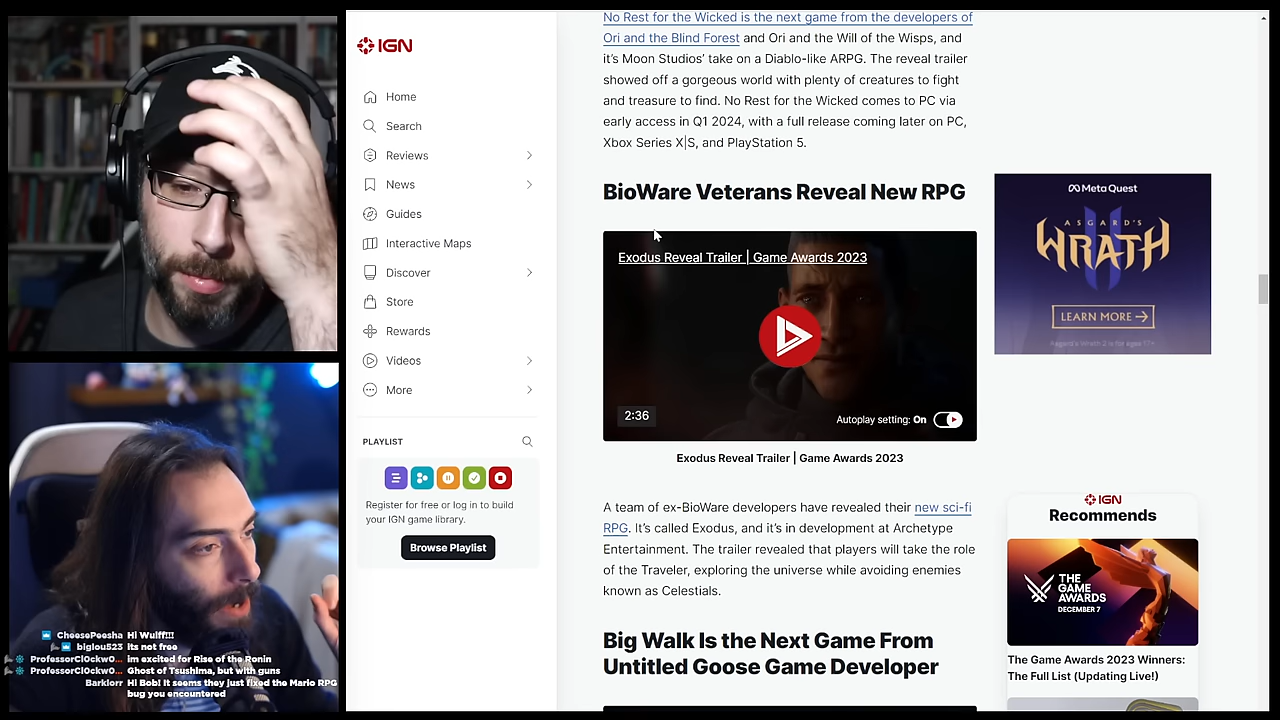 IGN
Home
Search
Reviews
News
Guides
Interactive Maps
Discover
Store
Rewards
Videos
More
PLAYLIST
Register for free or log in to build
your IGN game library.
Browse Playlist
No Rest for the Wicked is the next game from the developers of
Ori and the Blind Forest and Ori and the Will of the Wisps, and
it's Moon Studios' take on a Diablo-like ARPG. The reveal trailer
showed off a gorgeous world with plenty of creatures to fight
and treasure to find. No Rest for the Wicked comes to PC via
early access in Q1 2024, with a full release coming later on PC,
Xbox Series X|S, and PlayStation 5.
BioWare Veterans Reveal New RPG
Exodus Reveal Trailer | Game Awards 2023
2:36
Autoplay setting: On
Exodus Reveal Trailer | Game Awards 2023
A team of ex-BioWare developers have revealed their new sci-fi
RPG. It's called Exodus, and it's in development at Archetype
Entertainment. The trailer revealed that players will take the role
of the Traveler, exploring the universe while avoiding enemies
known as Celestials.
Big Walk Is the Next Game From
Untitled Goose Game Developer
Meta Quest
ASGARD'S
WRATH
II
LEARN MORE
Asgard's Wrath 2 is for ages 17+
IGN
Recommends
THE
GAME
AWARDS
DECEMBER 7
The Game Awards 2023 Winners:
The Full List (Updating Live!)
CheesePeesha Hi Wulff!!!
biglou523 its not free
ProfessorClOckwO... im excited for Rise of the Ronin
ProfessorClOckwO... Ghost of Tsushima, but with guns
Barklorr Hi Bob! It seems they just fixed the Mario RPG
bug you encountered